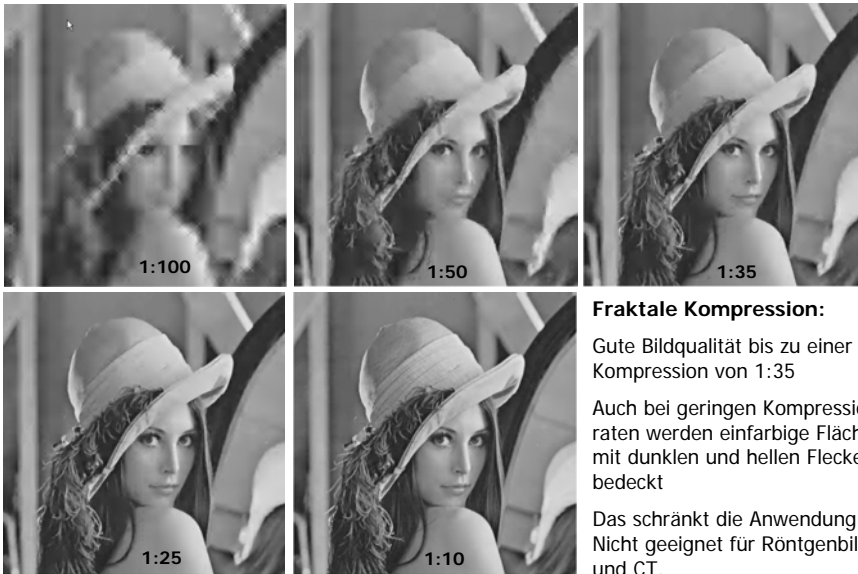 1:100
1:50
1:35
1:25
1:10
Fraktale Kompression:
Gute Bildqualität bis zu einer
Kompression von 1:35
Auch bei geringen
raten werden einfarbige
mit dunklen und hellen
bedeckt
Das schränkt die Anwendung
Nicht geeignet für
und CT.